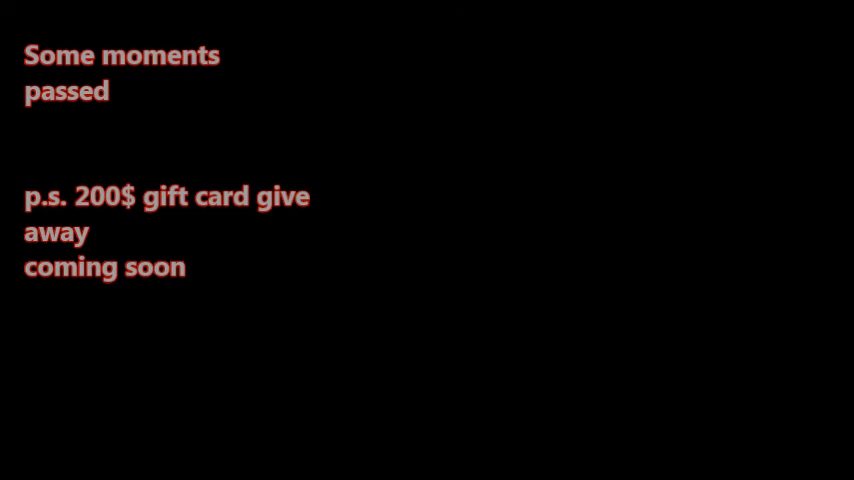 Some moments
passed
p.s. 200$ gift card give
away
coming soon